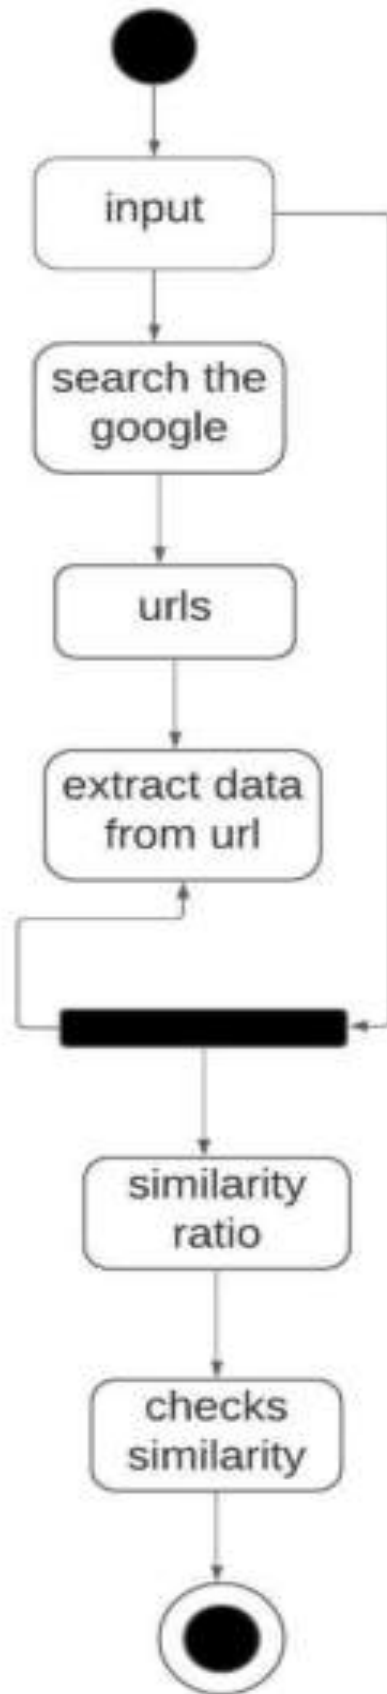 input
search the
google
urls
extract data
from url
similarity
ratio
checks
similarity